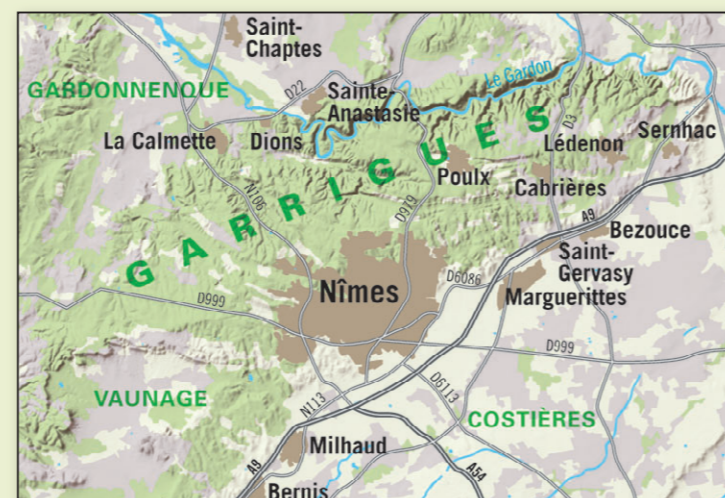 Saint-
Chaptes
GARDONNENQUE
D22
Sainte-
Anastasie
Le Gardon
La Calmette
Dions
D3
Sernhac
Lédenon
GARRIGUES
Poulx
Cabrières
N106
D979
A9
Bezouce
Saint-
Gervasy
Nîmes
D6086
Marguerittes
D999
D999
VAUNAGE
N113
D6113
COSTIÈRES
Milhaud
A9
A54
Bernis